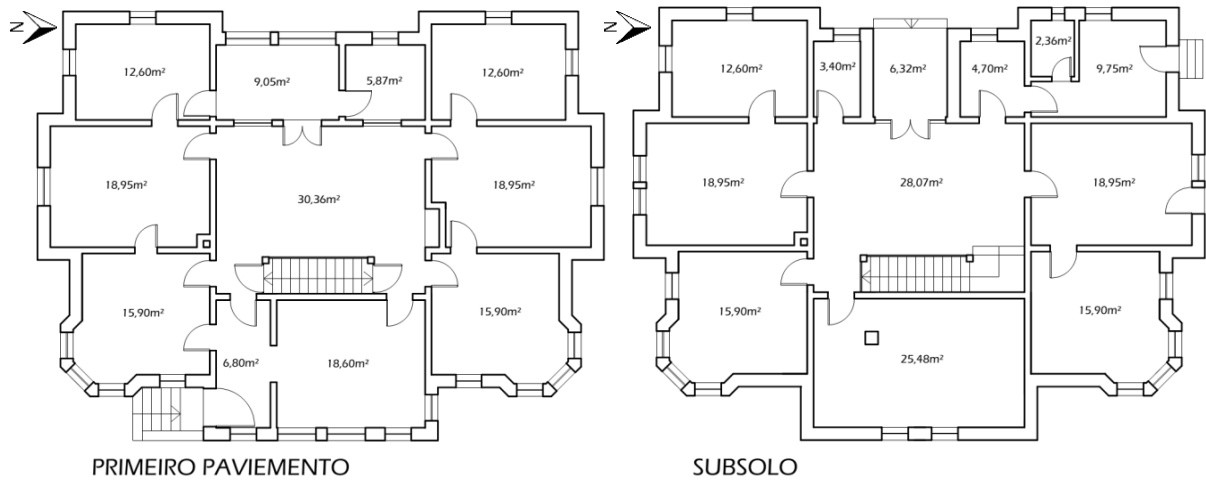 N
12,60m²
9,05m²
5,87m²
12,60m²
18,95m²
30,36m²
18,95m²
15,90m²
6,80m²
18,60m²
15,90m²
PRIMEIRO PAVIEMENTO
N
12,60m²
3,40m²
6,32m²
4,70m²
2,36m²
9,75m²
18,95m²
28,07m²
18,95m²
15,90m²
25,48m²
15,90m²
SUBSOLO